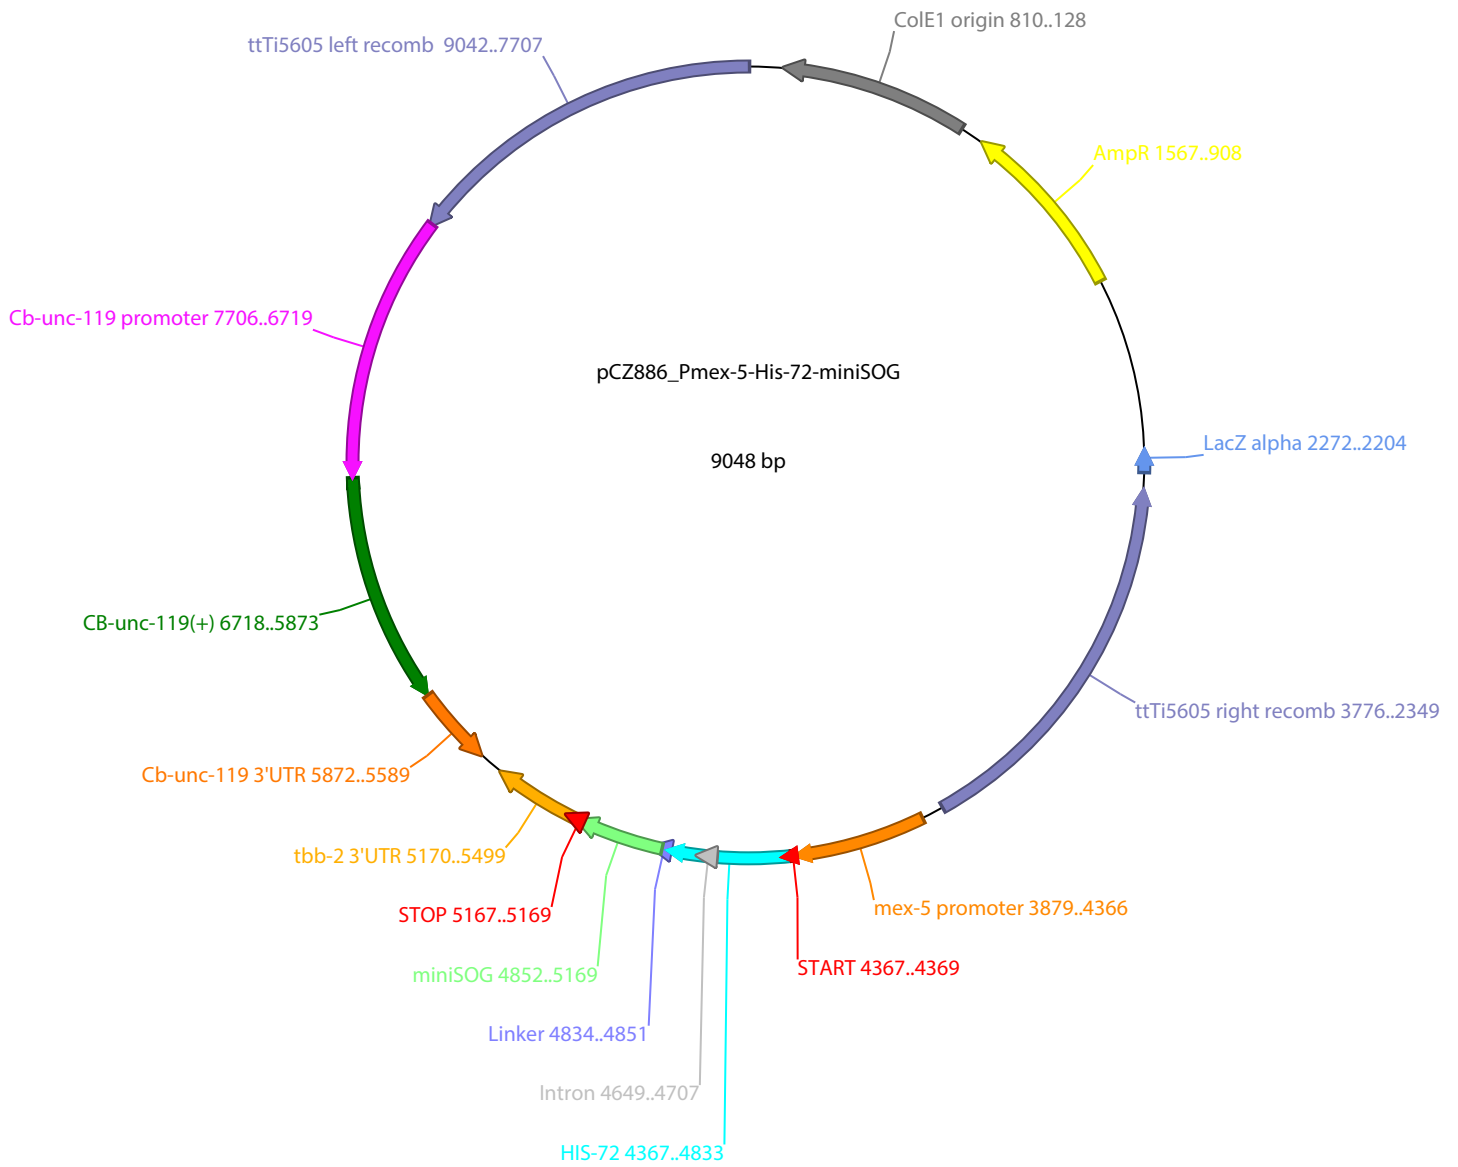 ColE1 origin 810..128
ttTi5605 left recomb 9042..7707
AmpR 1567..908
Cb-unc-119 promoter 7706..6719
pCZ886_Pmex-5-His-72-miniSOG
LacZ alpha 2272..2204
9048 bp
CB-unc-119(+) 6718..5873
ttTi5605 right recomb 3776..2349
Cb-unc-119 3'UTR 5872..5589
tbb-2 3'UTR 5170..5499
mex-5 promoter 3879..4366
STOP 5167..5169
START 4367..4369
miniSOG 4852..5169
Linker 4834..4851
Intron 4649..4707
HIS-72 4367..4833